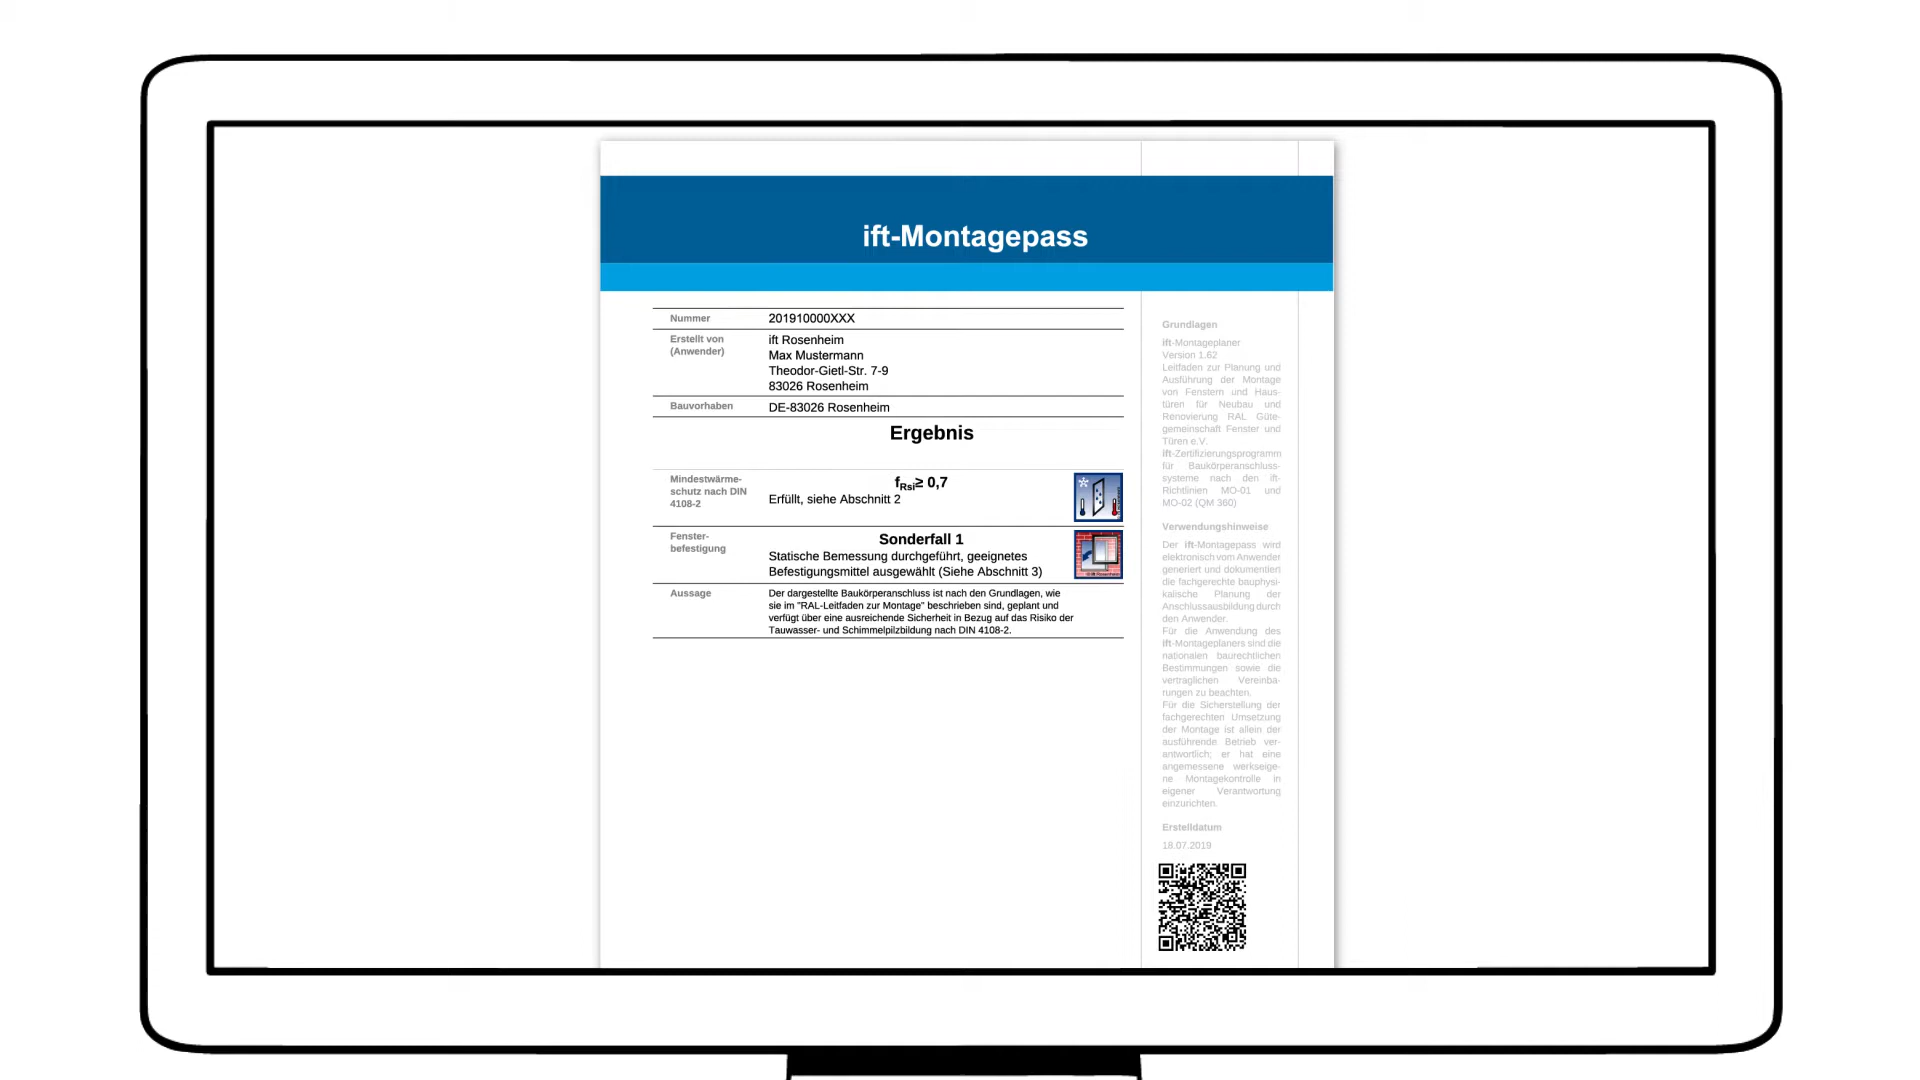 ift-Montagepass
Nummer
201910000XXX
Erstellt von
(Anwender)
ift Rosenheim
Max Mustermann
Theodor-Gietl-Str. 7-9
83026 Rosenheim
Bauvorhaben
DE-83026 Rosenheim
Ergebnis
Mindestwärme-
schutz nach DIN
4108-2
fRsi≥ 0,7
Erfüllt, siehe Abschnitt 2
Fenster-
befestigung
Sonderfall 1
Statische Bemessung durchgeführt, geeignetes
Befestigungsmittel ausgewählt (Siehe Abschnitt 3)
Aussage
Der dargestellte Baukörperanschluss ist nach den Grundlagen, wie
sie im "RAL-Leitfaden zur Montage" beschrieben sind, geplant und
verfügt über eine ausreichende Sicherheit in Bezug auf das Risiko der
Tauwasser- und Schimmelpilzbildung nach DIN 4108-2.
Grundlagen
ift-Montageplaner
Version 1.62
Leitfaden zur Planung und
Ausführung der Montage
von Fenstern und Haus-
türen für Neubau und
Renovierung RAL Güte-
gemeinschaft Fenster und
Türen e.V.
ift-Zertifizierungsprogramm
für Baukörperanschluss-
systeme nach den ift-
Richtlinien MO-01 und
MO-02 (QM 360)
Verwendungshinweise
Der ift-Montagepass wird
elektronisch vom Anwender
generiert und dokumentiert
die fachgerechte bauphysi-
kalische Planung der
Anschlussausbildung durch
den Anwender.
Für die Anwendung des
ift-Montageplaners sind die
nationalen baurechtlichen
Bestimmungen sowie die
vertraglichen Vereinba-
rungen zu beachten.
Für die Sicherstellung der
fachgerechten Umsetzung
der Montage ist allein der
ausführende Betrieb ver-
antwortlich; er hat eine
angemessene werkseige-
ne Montagekontrolle in
eigener Verantwortung
einzurichten.
Erstelldatum
18.07.2019